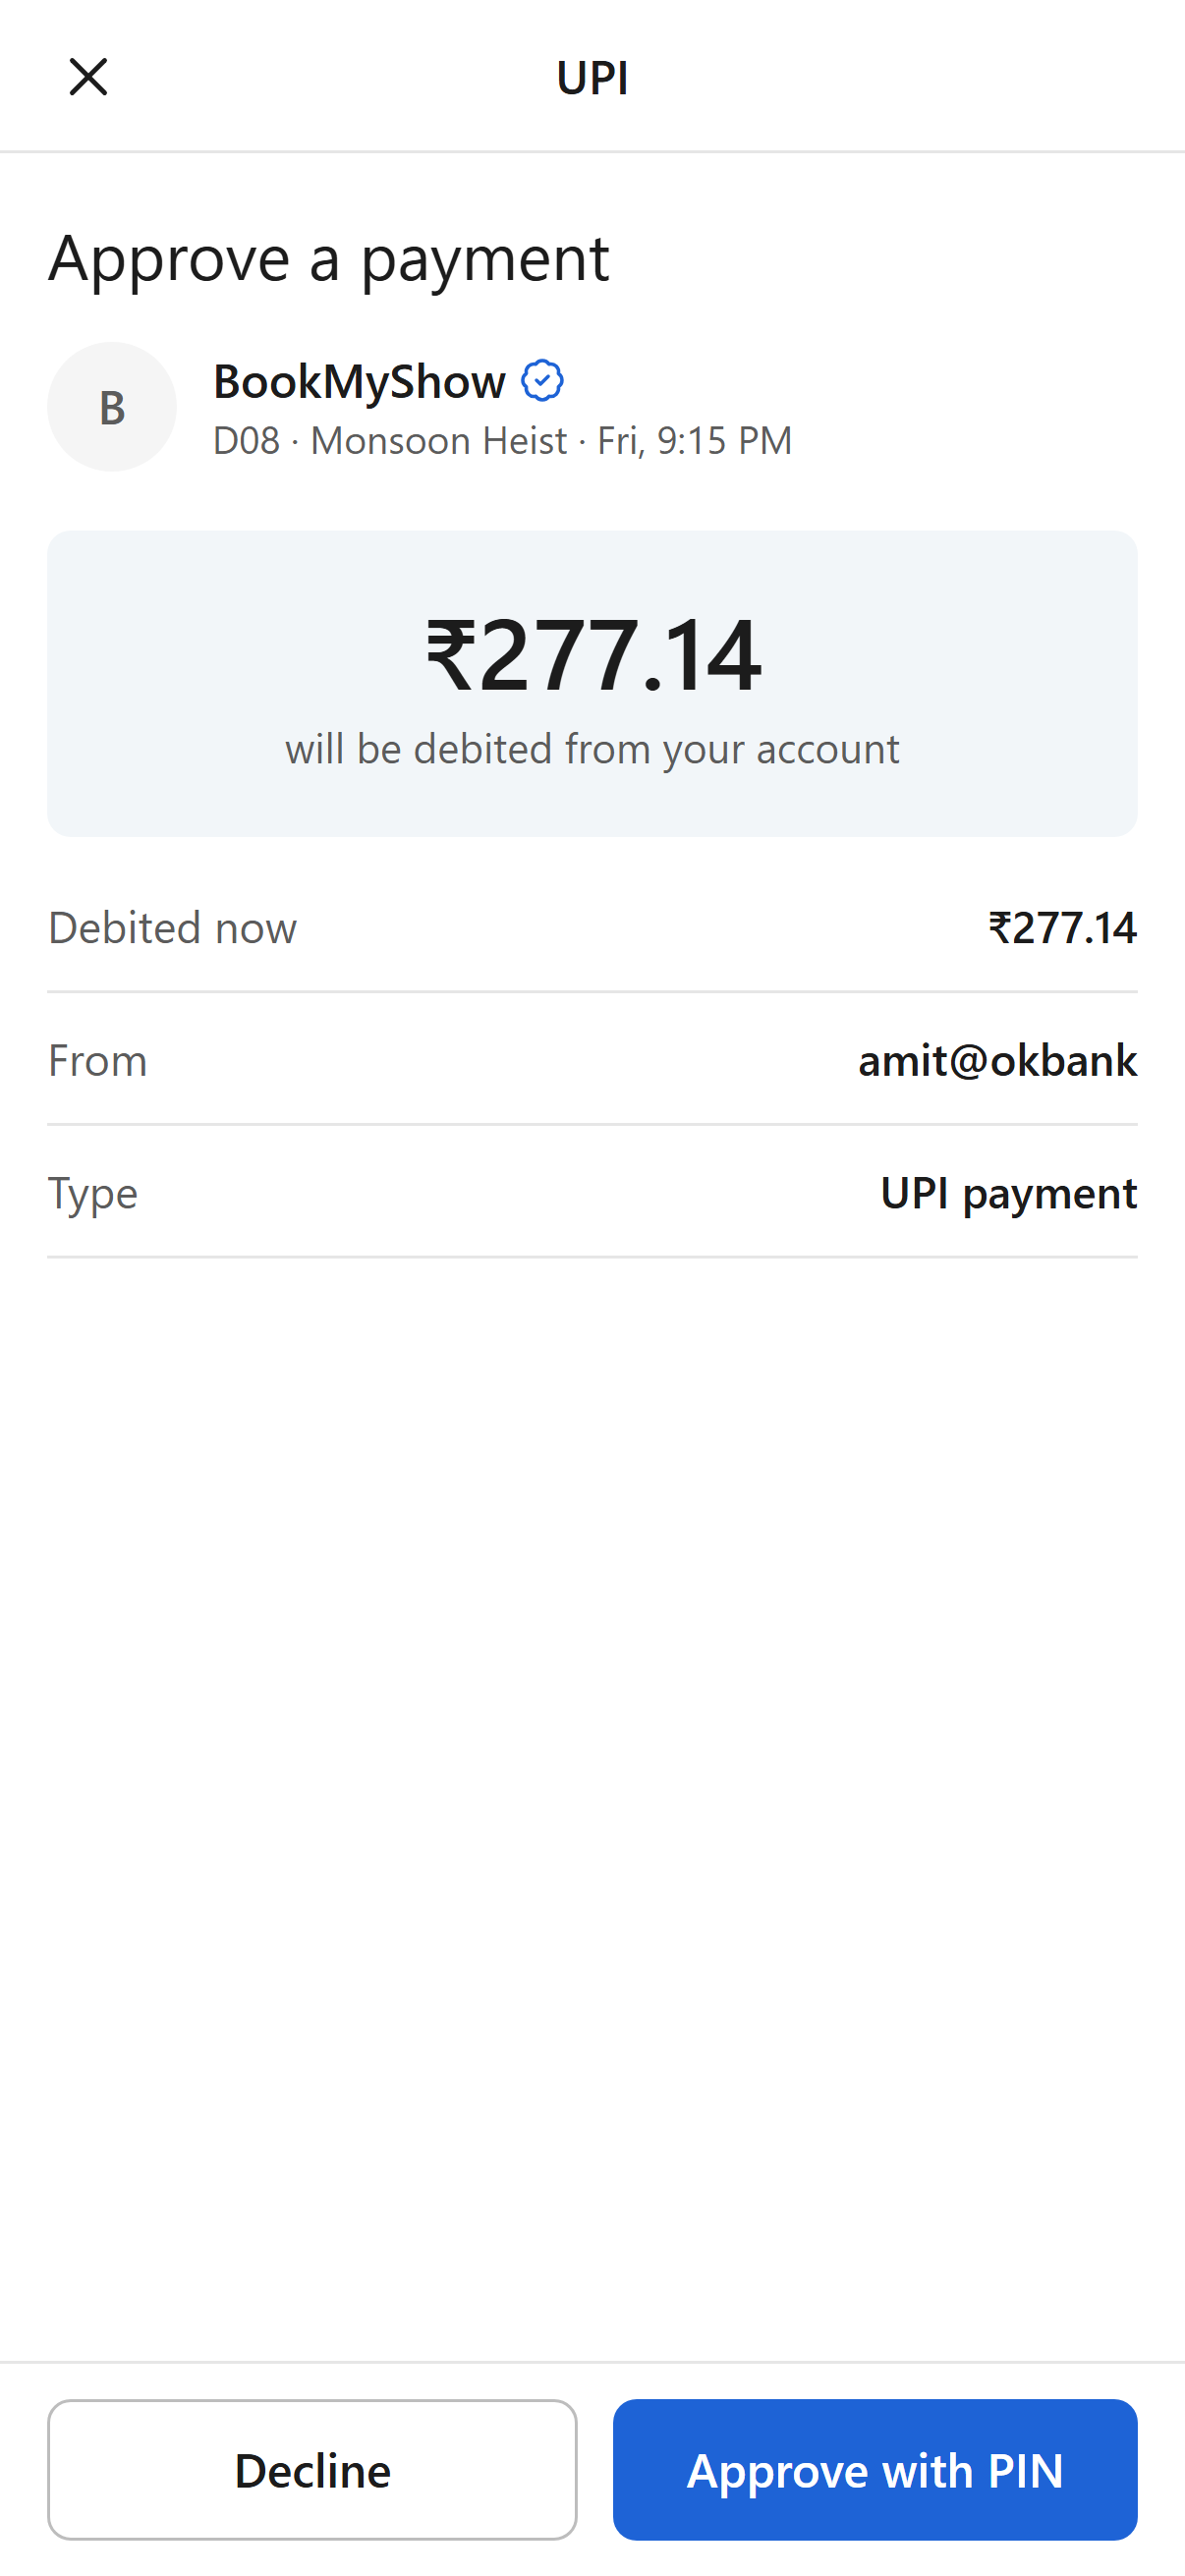 UPI
Approve a payment
B
BookMyShow
D08 · Monsoon Heist · Fri, 9:15 PM
₹277.14
will be debited from your account
Debited now ₹277.14
From amit@okbank
Type UPI payment
Decline Approve with PIN